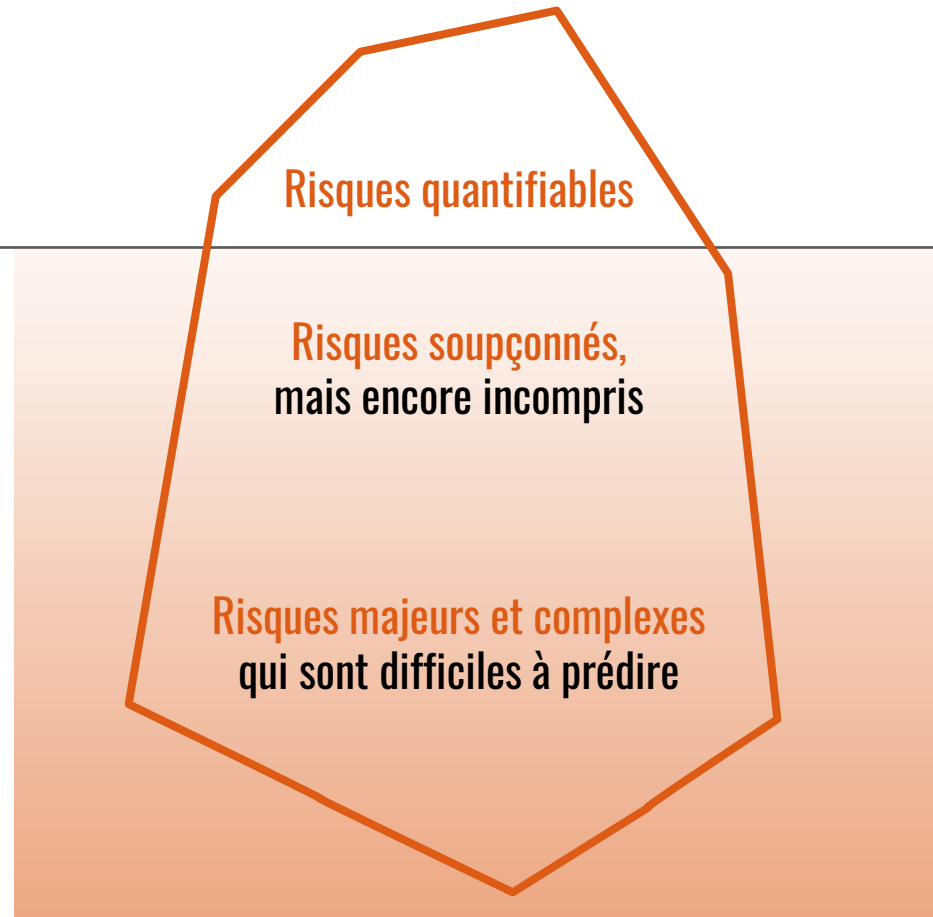 Risques quantifiables
Risques soupçonnés,
mais encore incompris
Risques majeurs et complexes
qui sont difficiles à prédire